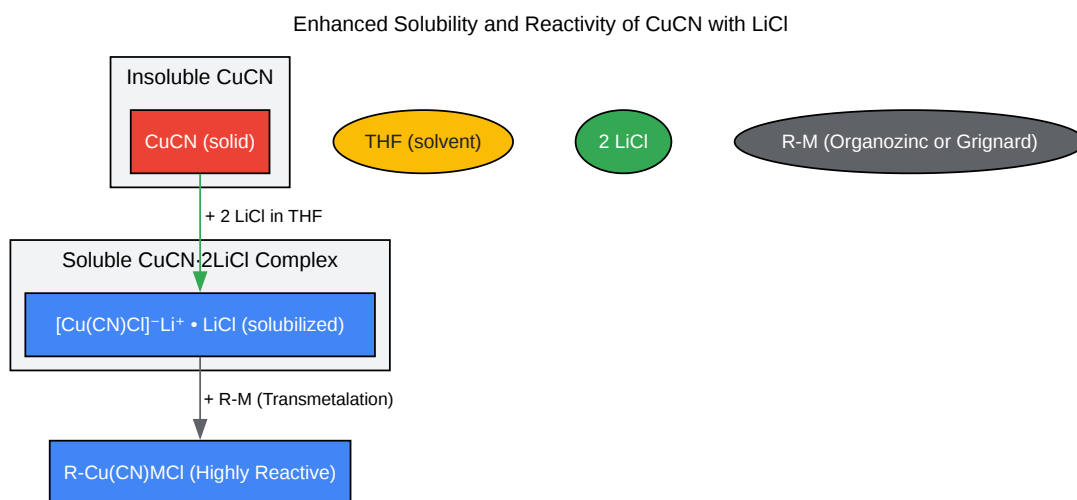 Enhanced Solubility and Reactivity of CuCN with LiCl
Insoluble CuCN
CuCN (solid)
THF (solvent)
2 LiCl
R-M (Organozinc or Grignard)
+ 2 LiCl in THF
Soluble CuCN·2LiCl Complex
[Cu(CN)Cl]⁻Li⁺ • LiCl (solubilized)
+ R-M (Transmetalation)
R-Cu(CN)MCl (Highly Reactive)